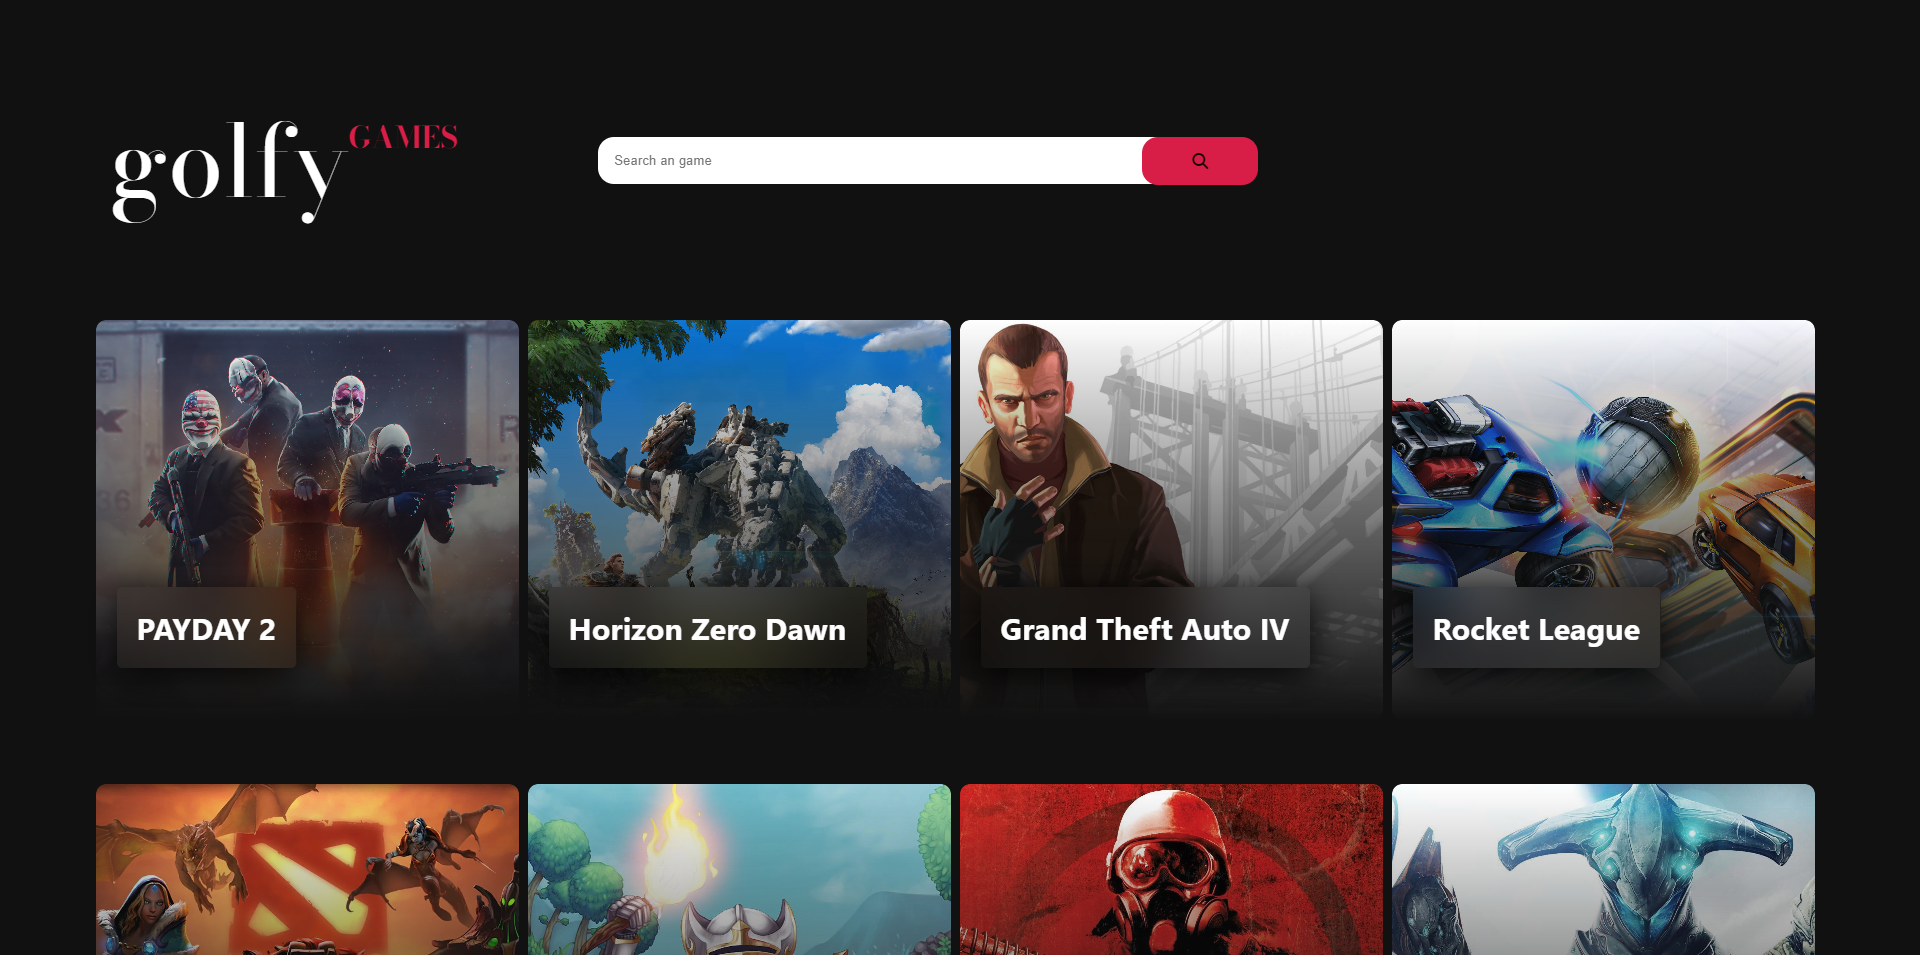 golfy GAMES
Search an game
PAYDAY 2
Horizon Zero Dawn
Grand Theft Auto IV
Rocket League